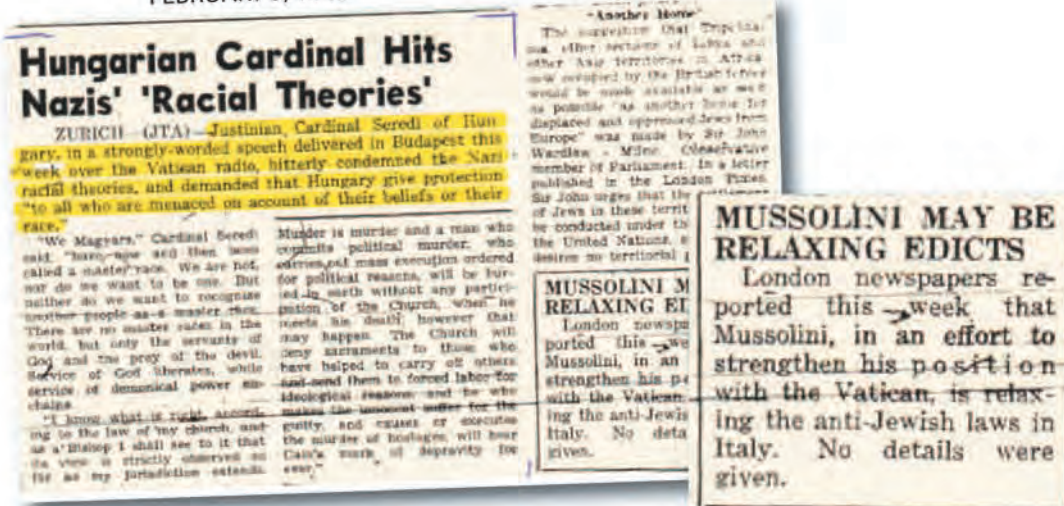 Hungarian Cardinal Hits
Nazis' 'Racial Theories'
ZURICH (JTA)—Justinian, Cardinal Seredi of Hun
gary, in a strongly-worded speech delivered in Budapest this
week over the Vatican radio, bitterly condemned the Nazi
racial theories, and demanded that Hungary give protection
"to all who are menaced on account of their beliefs or their
race."
"We Magyars," Cardinal Seredi
said, "have now and then been
called a master race. We are not,
nor do we want to be one. But
neither do we want to recognize
another people as a master race.
There are no master races in the
world, but only the servants of
God and the prey of the devil.
Service of God liberates, while
service of demonical power en-
chains.
"I know what is right, accord-
ing to the law of my church, and
as a Bishop I shall see to it that
its view is strictly observed so
far as my jurisdiction extends.
Murder is murder and a man who
commits political murder, who
carries out mass execution ordered
for political reasons, will be bur-
ied in earth without any partici-
pation of the Church, when he
meets his death, however that
may happen. The Church will
deny sacraments to those who
have helped to carry off others
and send them to forced labor for
ideological reasons, and he who
makes the innocent suffer for the
guilty, and causes or executes
the murder of hostages, will bear
Cain's mark of depravity for
ever."
"Another Home"
The suggestion that
other sections of Libya and
other territories in Africa
now occupied by the British forces
would be made available as soon
as possible "as another home for
displaced and oppressed Jews from
Europe" was made by Sir John
Wardlaw Milne, Conservative
member of Parliament. In a letter
published in the London Times,
Sir John urges that the settlement
of Jews in these territ
be conducted under th
the United Nations,
desires no territorial
MUSSOLINI M
RELAXING ED
London newspa
ported this we
Mussolini, in an
strengthen his p
with the Vatican
ing the anti-Jewis
Italy. No deta
given.
MUSSOLINI MAY BE
RELAXING EDICTS
London newspapers re-
ported this week that
Mussolini, in an effort to
strengthen his position
with the Vatican, is relax-
ing the anti-Jewish laws in
Italy. No details were
given.